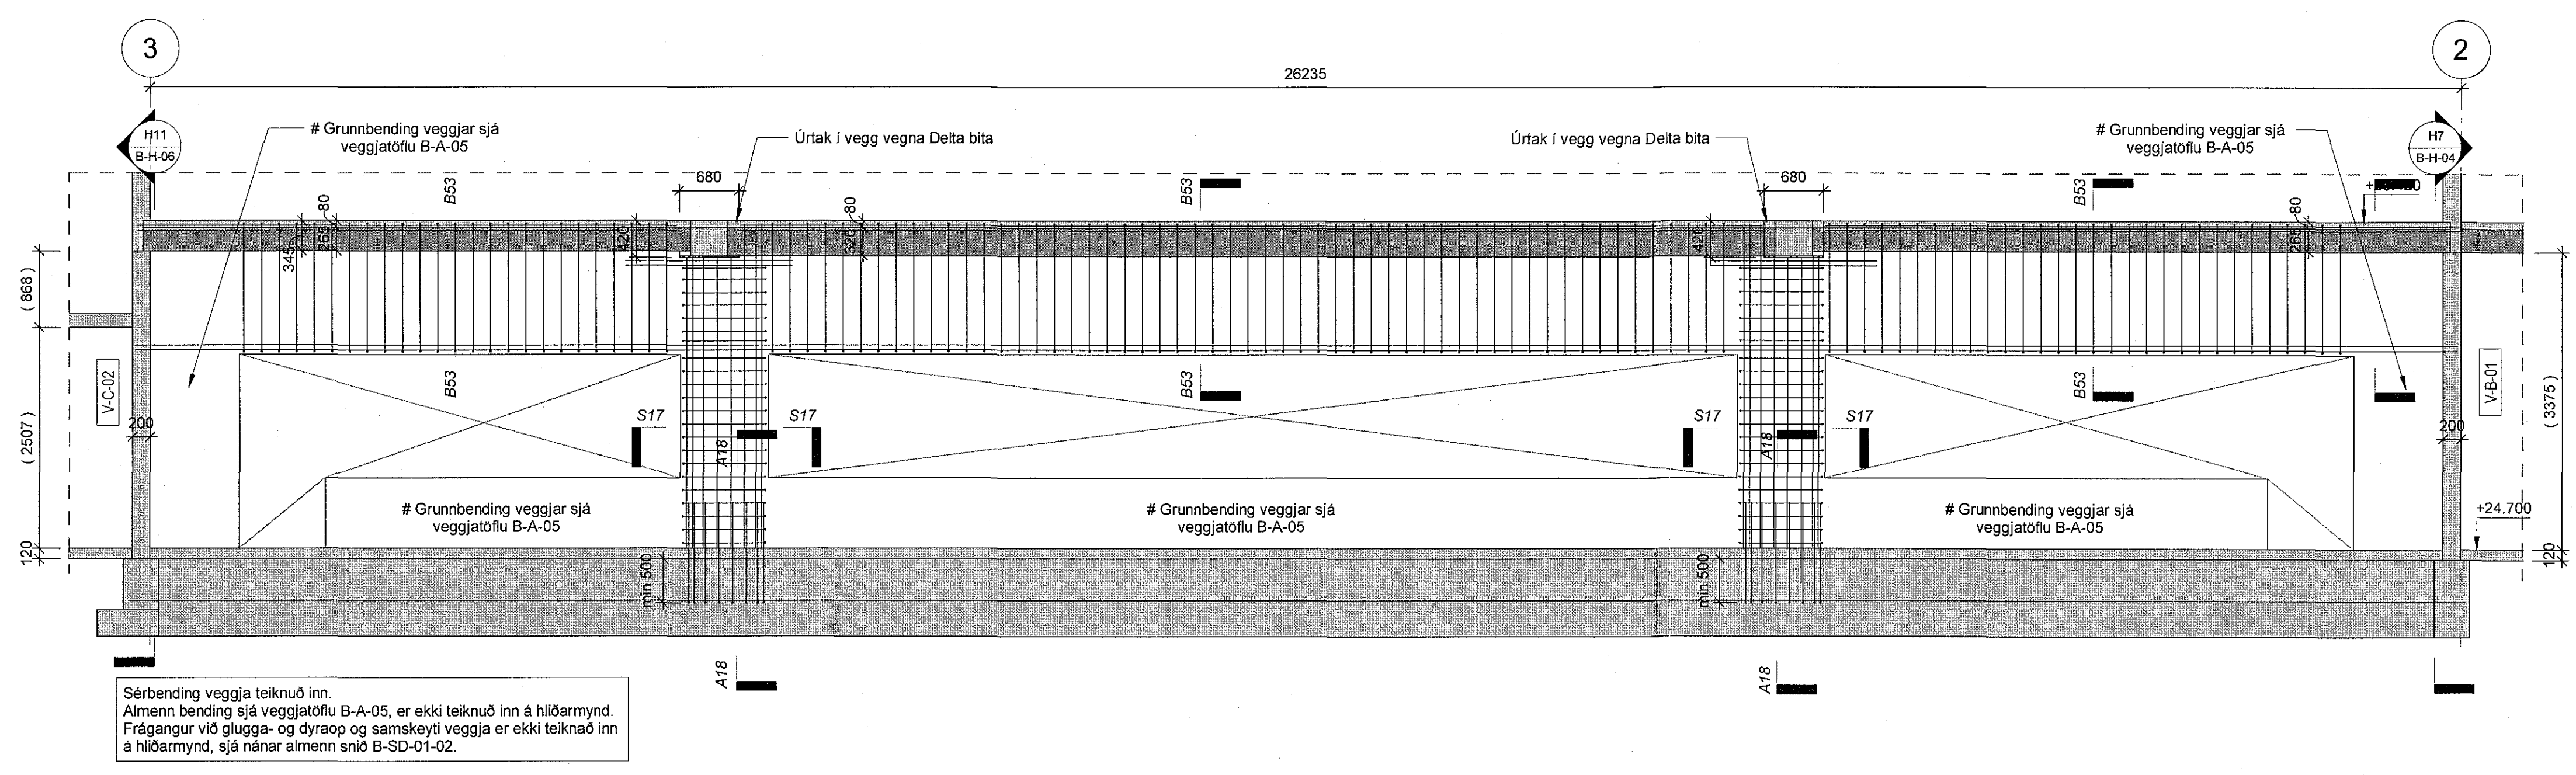 3
2
26235
H11
B-H-06
# Grunnbending veggjar sjá
veggjatöflu B-A-05
Úrtak í vegg vegna Delta bita
Úrtak í vegg vegna Delta bita
# Grunnbending veggjar sjá
veggjatöflu B-A-05
H7
B-H-04
680
680
B53
B53
B53
80
345
265
420
80
320
420
80
265
( 868 )
( 2507 )
120
V-C-02
200
B53
S17
A18
S17
B53
S17
A18
S17
B53
V-B-01
200
( 3375 )
120
+24.700
# Grunnbending veggjar sjá
veggjatöflu B-A-05
# Grunnbending veggjar sjá
veggjatöflu B-A-05
# Grunnbending veggjar sjá
veggjatöflu B-A-05
min 500
min 500
A18
A18
Sérbending veggja teiknuð inn.
Almenn bending sjá veggjatöflu B-A-05, er ekki teiknuð inn á hliðarmynd.
Frágangur við glugga- og dyraop og samskeyti veggja er ekki teiknað inn
á hliðarmynd, sjá nánar almenn snið B-SD-01-02.